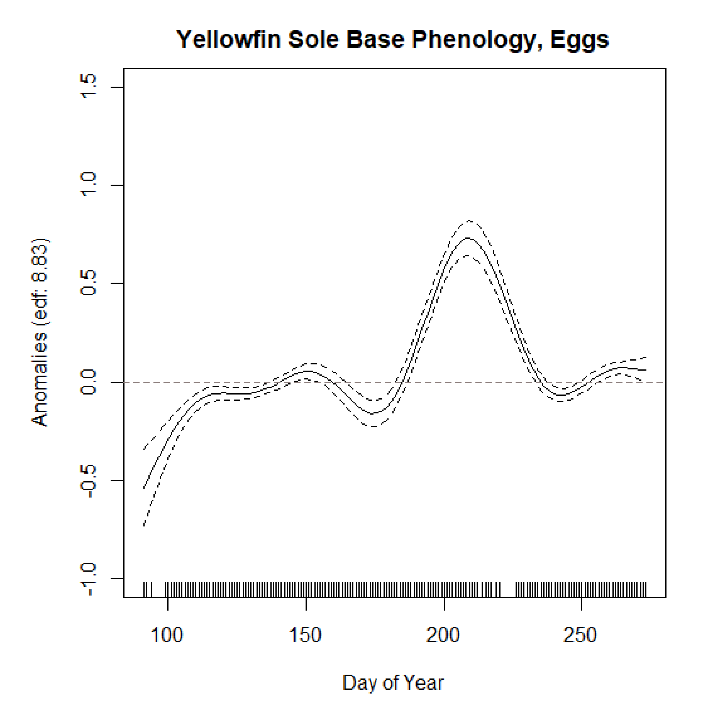 Yellowfin Sole Base Phenology, Eggs
Anomalies (edf: 8.83)
1.5
1.0
0.5
0.0
-0.5
-1.0
100 150 200 250
Day of Year